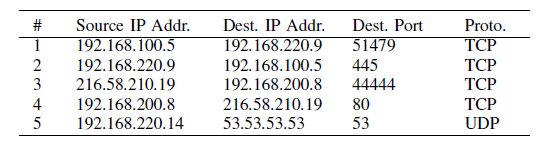 # Source IP Addr. Dest. IP Addr. Dest. Port Proto.
1 192.168.100.5 192.168.220.9 51479 TCP
2 192.168.220.9 192.168.100.5 445 TCP
3 216.58.210.19 192.168.200.8 44444 TCP
4 192.168.200.8 216.58.210.19 80 TCP
5 192.168.220.14 53.53.53.53 53 UDP